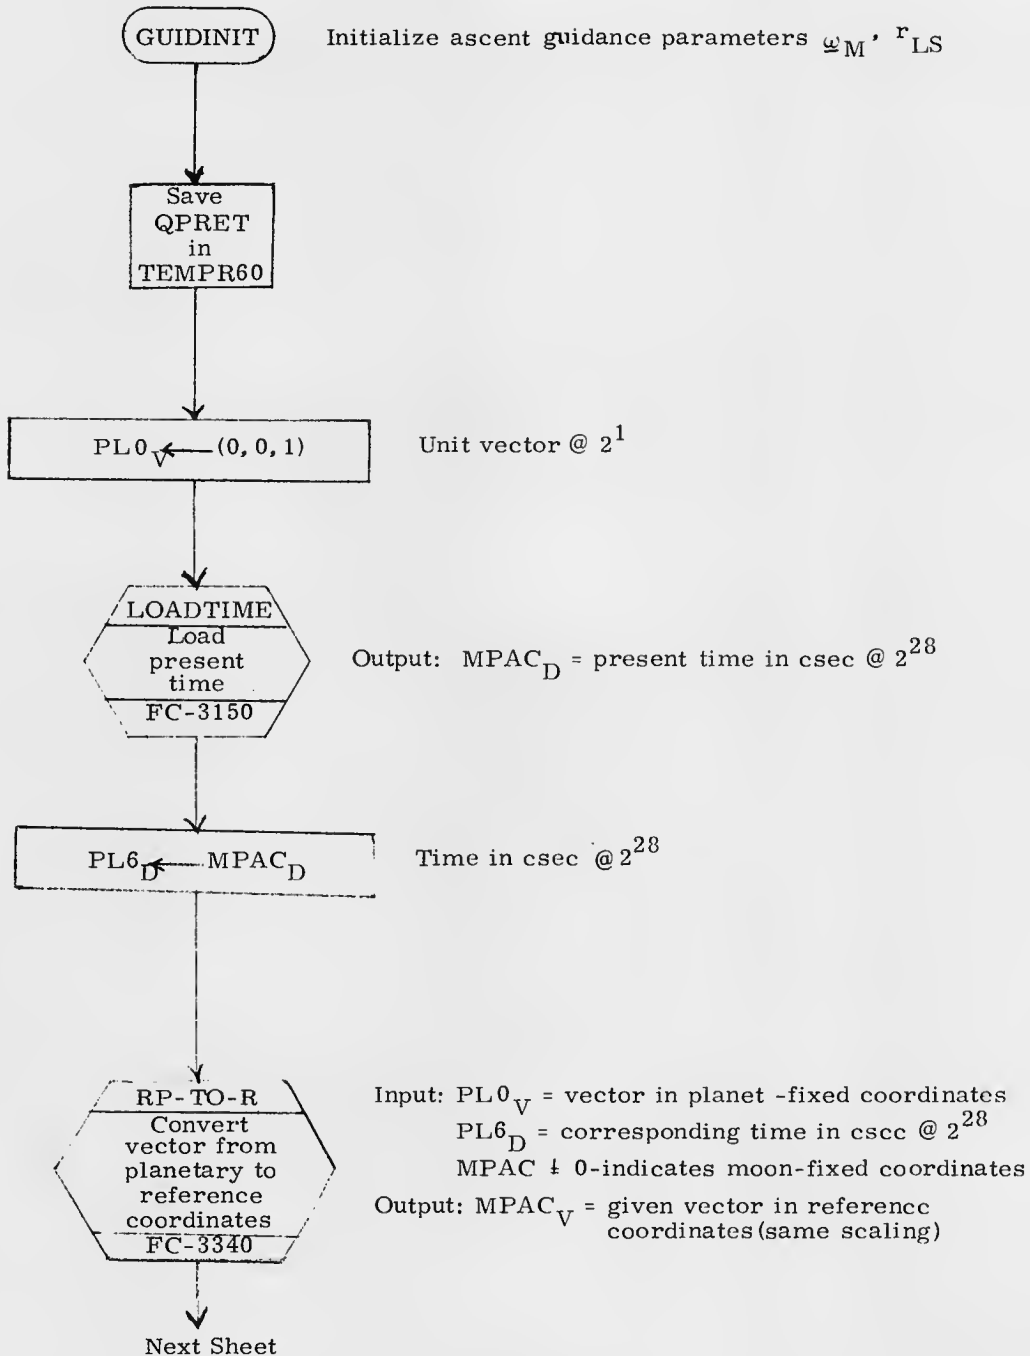 GUIDINIT
Initialize ascent guidance parameters ω_M, r_LS
Save
QPRET
in
TEMPR60
PL0_V ← (0, 0, 1)
Unit vector @ 2^1
LOADTIME
Load
present
time
FC-3150
Output: MPAC_D = present time in csec @ 2^28
PL6_D ← MPAC_D
Time in csec @ 2^28
RP-TO-R
Convert
vector from
planetary to
reference
coordinates
FC-3340
Input: PL0_V = vector in planet -fixed coordinates
PL6_D = corresponding time in csec @ 2^28
MPAC ≠ 0-indicates moon-fixed coordinates
Output: MPAC_V = given vector in reference
coordinates (same scaling)
Next Sheet